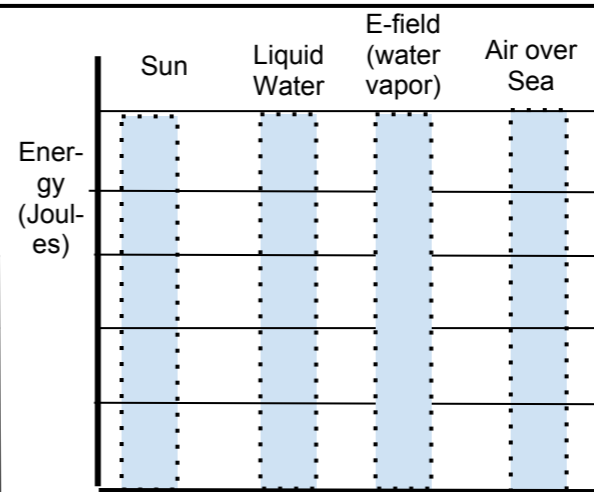 Sun
Liquid
Water
E-field
(water
vapor)
Air over
Sea
Ener-
gy
(Joul-
es)